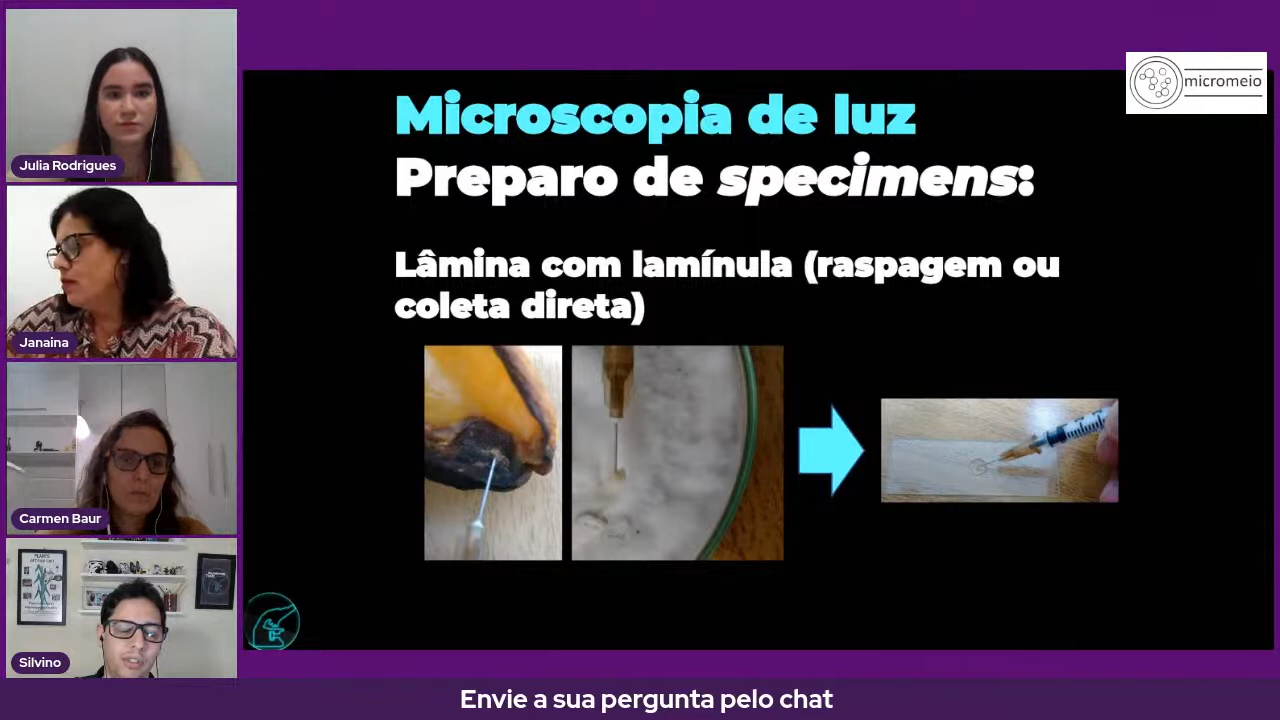 micromeio
Microscopia de luz
Preparo de specimens:
Lâmina com lamínula (raspagem ou
coleta direta)
Julia Rodrigues
Janaina
Carmen Baur
Silvino
Envie a sua pergunta pelo chat